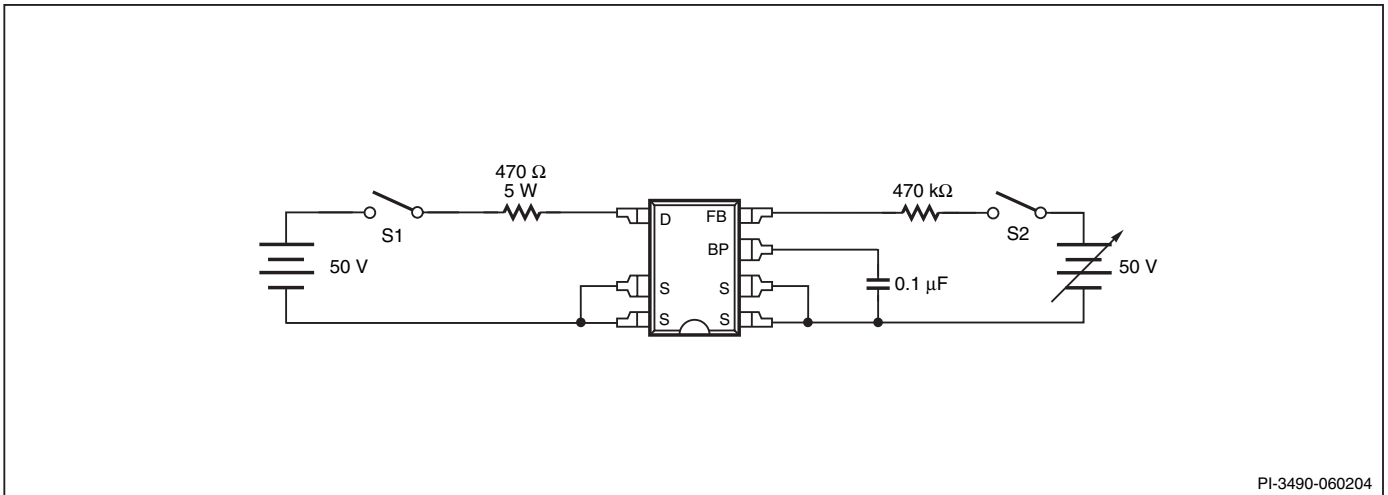 470 Ω
5 W
470 kΩ
D
FB
S1
S2
BP
50 V
50 V
S
S
0.1 μF
S
S
PI-3490-060204